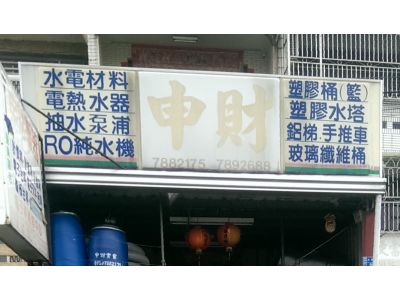 水電材料
電熱水器
抽水泵浦
RO純水機
申財
7882175 7892688
塑膠桶(籃)
塑膠水塔
鋁梯.手推車
玻璃纖維桶